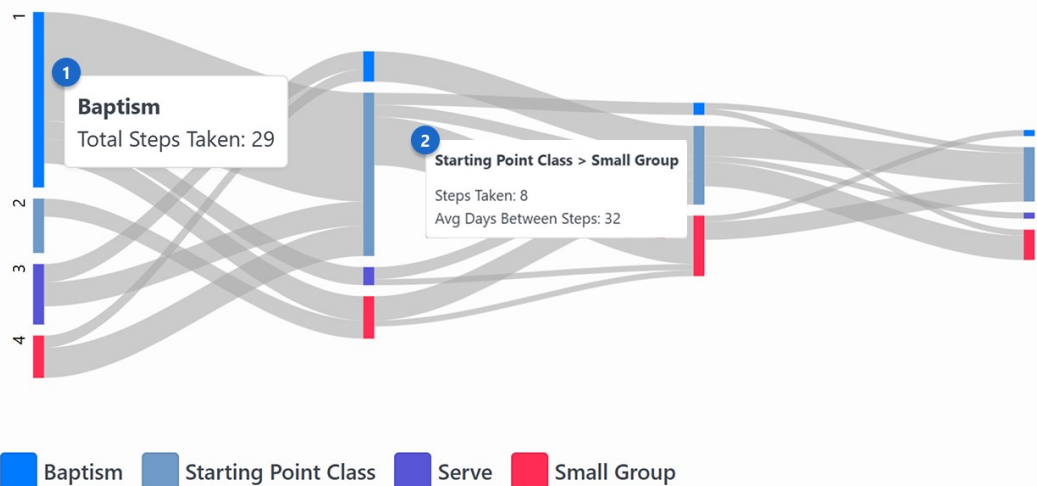 1
1
Baptism
Total Steps Taken: 29
2
Starting Point Class > Small Group
Steps Taken: 8
Avg Days Between Steps: 32
2
3
4
Baptism Starting Point Class Serve Small Group